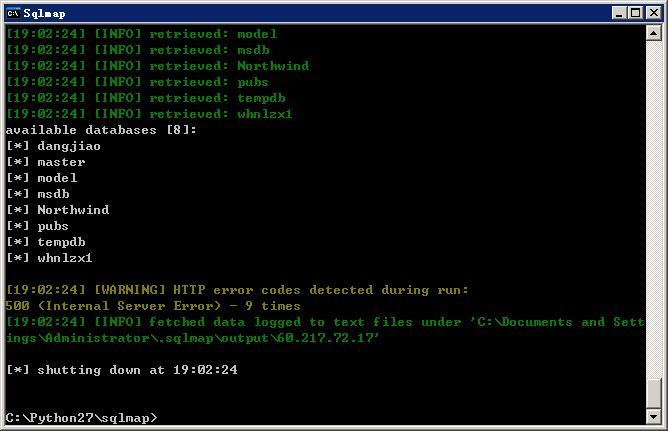 Sqlmap
[19:02:24] [INFO] retrieved: model
[19:02:24] [INFO] retrieved: msdb
[19:02:24] [INFO] retrieved: Northwind
[19:02:24] [INFO] retrieved: pubs
[19:02:24] [INFO] retrieved: tempdb
[19:02:24] [INFO] retrieved: whnlzx1
available databases [8]:
[*] dangjiao
[*] master
[*] model
[*] msdb
[*] Northwind
[*] pubs
[*] tempdb
[*] whnlzx1
[19:02:24] [WARNING] HTTP error codes detected during run:
500 (Internal Server Error) - 9 times
[19:02:24] [INFO] fetched data logged to text files under 'C:\Documents and Sett
ings\Administrator\.sqlmap\output\60.217.72.17'
[*] shutting down at 19:02:24
C:\Python27\sqlmap>